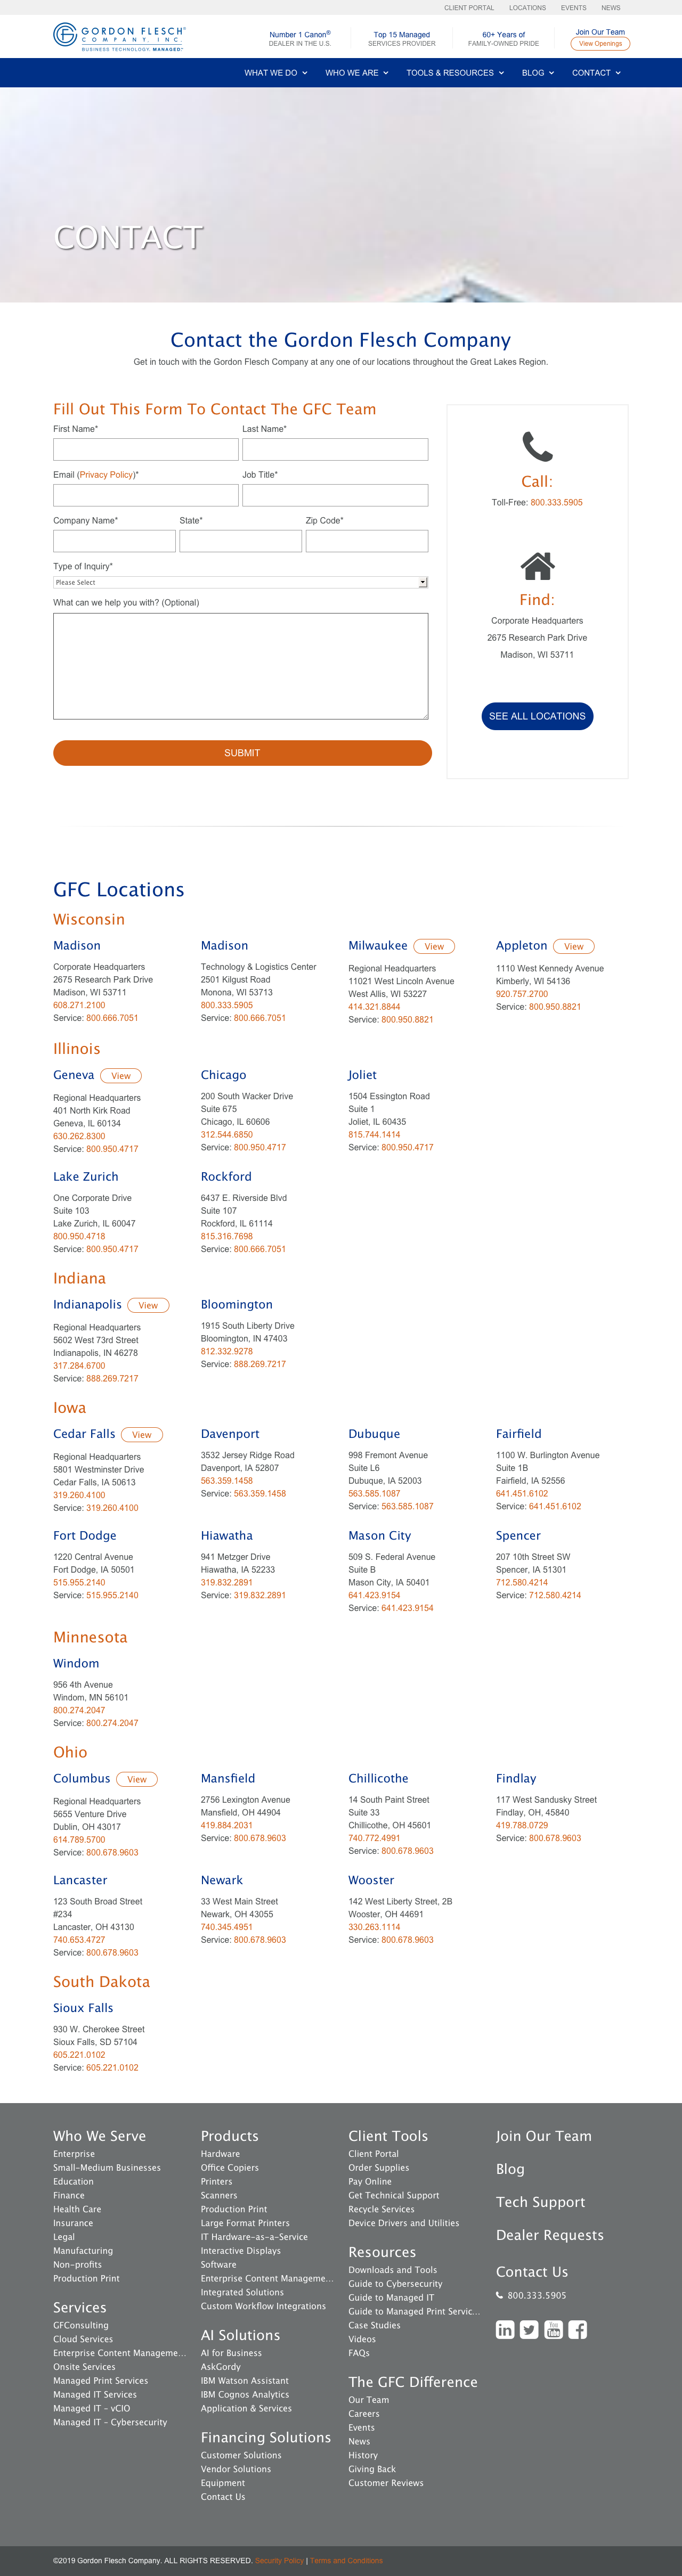 CLIENT PORTAL LOCATIONS EVENTS NEWS
GORDON FLESCH®
COMPANY, INC.
BUSINESS TECHNOLOGY. MANAGED.™
Number 1 Canon®
DEALER IN THE U.S.
Top 15 Managed
SERVICES PROVIDER
60+ Years of
FAMILY-OWNED PRIDE
Join Our Team
View Openings
WHAT WE DO WHO WE ARE TOOLS & RESOURCES BLOG CONTACT
CONTACT
Contact the Gordon Flesch Company
Get in touch with the Gordon Flesch Company at any one of our locations throughout the Great Lakes Region.
Fill Out This Form To Contact The GFC Team
First Name* Last Name*
Email (Privacy Policy)* Job Title*
Company Name* State* Zip Code*
Type of Inquiry*
Please Select
What can we help you with? (Optional)
SUBMIT
Call:
Toll-Free: 800.333.5905
Find:
Corporate Headquarters
2675 Research Park Drive
Madison, WI 53711
SEE ALL LOCATIONS
GFC Locations
Wisconsin
Madison
Corporate Headquarters
2675 Research Park Drive
Madison, WI 53711
608.271.2100
Service: 800.666.7051
Madison
Technology & Logistics Center
2501 Kilgust Road
Monona, WI 53713
800.333.5905
Service: 800.666.7051
Milwaukee View
Regional Headquarters
11021 West Lincoln Avenue
West Allis, WI 53227
414.321.8844
Service: 800.950.8821
Appleton View
1110 West Kennedy Avenue
Kimberly, WI 54136
920.757.2700
Service: 800.950.8821
Illinois
Geneva View
Regional Headquarters
401 North Kirk Road
Geneva, IL 60134
630.262.8300
Service: 800.950.4717
Chicago
200 South Wacker Drive
Suite 675
Chicago, IL 60606
312.544.6850
Service: 800.950.4717
Joliet
1504 Essington Road
Suite 1
Joliet, IL 60435
815.744.1414
Service: 800.950.4717
Lake Zurich
One Corporate Drive
Suite 103
Lake Zurich, IL 60047
800.950.4718
Service: 800.950.4717
Rockford
6437 E. Riverside Blvd
Suite 107
Rockford, IL 61114
815.316.7698
Service: 800.666.7051
Indiana
Indianapolis View
Regional Headquarters
5602 West 73rd Street
Indianapolis, IN 46278
317.284.6700
Service: 888.269.7217
Bloomington
1915 South Liberty Drive
Bloomington, IN 47403
812.332.9278
Service: 888.269.7217
Iowa
Cedar Falls View
Regional Headquarters
5801 Westminster Drive
Cedar Falls, IA 50613
319.260.4100
Service: 319.260.4100
Davenport
3532 Jersey Ridge Road
Davenport, IA 52807
563.359.1458
Service: 563.359.1458
Dubuque
998 Fremont Avenue
Suite L6
Dubuque, IA 52003
563.585.1087
Service: 563.585.1087
Fairfield
1100 W. Burlington Avenue
Suite 1B
Fairfield, IA 52556
641.451.6102
Service: 641.451.6102
Fort Dodge
1220 Central Avenue
Fort Dodge, IA 50501
515.955.2140
Service: 515.955.2140
Hiawatha
941 Metzger Drive
Hiawatha, IA 52233
319.832.2891
Service: 319.832.2891
Mason City
509 S. Federal Avenue
Suite B
Mason City, IA 50401
641.423.9154
Service: 641.423.9154
Spencer
207 10th Street SW
Spencer, IA 51301
712.580.4214
Service: 712.580.4214
Minnesota
Windom
956 4th Avenue
Windom, MN 56101
800.274.2047
Service: 800.274.2047
Ohio
Columbus View
Regional Headquarters
5655 Venture Drive
Dublin, OH 43017
614.789.5700
Service: 800.678.9603
Mansfield
2756 Lexington Avenue
Mansfield, OH 44904
419.884.2031
Service: 800.678.9603
Chillicothe
14 South Paint Street
Suite 33
Chillicothe, OH 45601
740.772.4991
Service: 800.678.9603
Findlay
117 West Sandusky Street
Findlay, OH, 45840
419.788.0729
Service: 800.678.9603
Lancaster
123 South Broad Street
#234
Lancaster, OH 43130
740.653.4727
Service: 800.678.9603
Newark
33 West Main Street
Newark, OH 43055
740.345.4951
Service: 800.678.9603
Wooster
142 West Liberty Street, 2B
Wooster, OH 44691
330.263.1114
Service: 800.678.9603
South Dakota
Sioux Falls
930 W. Cherokee Street
Sioux Falls, SD 57104
605.221.0102
Service: 605.221.0102
Who We Serve
Enterprise
Small-Medium Businesses
Education
Finance
Health Care
Insurance
Legal
Manufacturing
Non-profits
Production Print
Services
GFConsulting
Cloud Services
Enterprise Content Manageme...
Onsite Services
Managed Print Services
Managed IT Services
Managed IT - vCIO
Managed IT - Cybersecurity
Products
Hardware
Office Copiers
Printers
Scanners
Production Print
Large Format Printers
IT Hardware-as-a-Service
Interactive Displays
Software
Enterprise Content Manageme...
Integrated Solutions
Custom Workflow Integrations
AI Solutions
AI for Business
AskGordy
IBM Watson Assistant
IBM Cognos Analytics
Application & Services
Financing Solutions
Customer Solutions
Vendor Solutions
Equipment
Contact Us
Client Tools
Client Portal
Order Supplies
Pay Online
Get Technical Support
Recycle Services
Device Drivers and Utilities
Resources
Downloads and Tools
Guide to Cybersecurity
Guide to Managed IT
Guide to Managed Print Servic...
Case Studies
Videos
FAQs
The GFC Difference
Our Team
Careers
Events
News
History
Giving Back
Customer Reviews
Join Our Team
Blog
Tech Support
Dealer Requests
Contact Us
800.333.5905
You Tube
©2019 Gordon Flesch Company. ALL RIGHTS RESERVED. Security Policy | Terms and Conditions